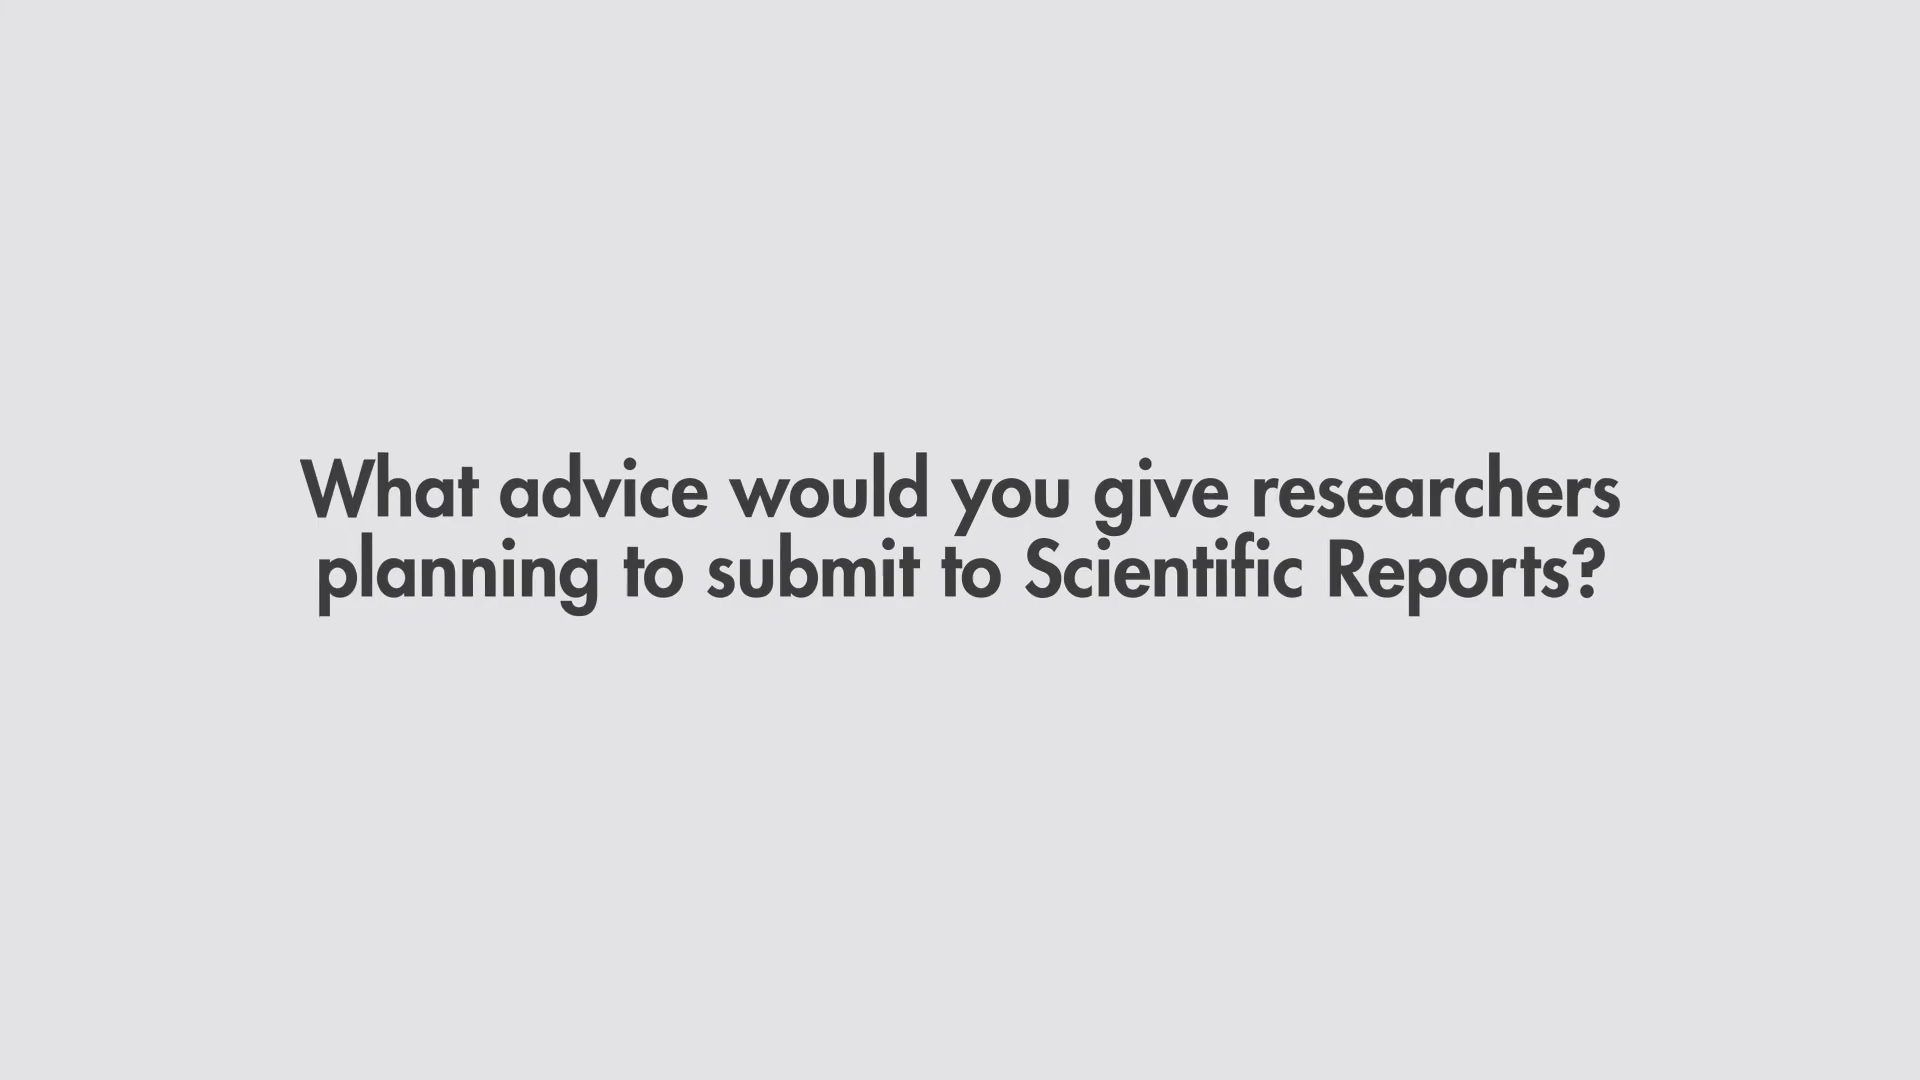 What advice would you give researchers
planning to submit to Scientific Reports?